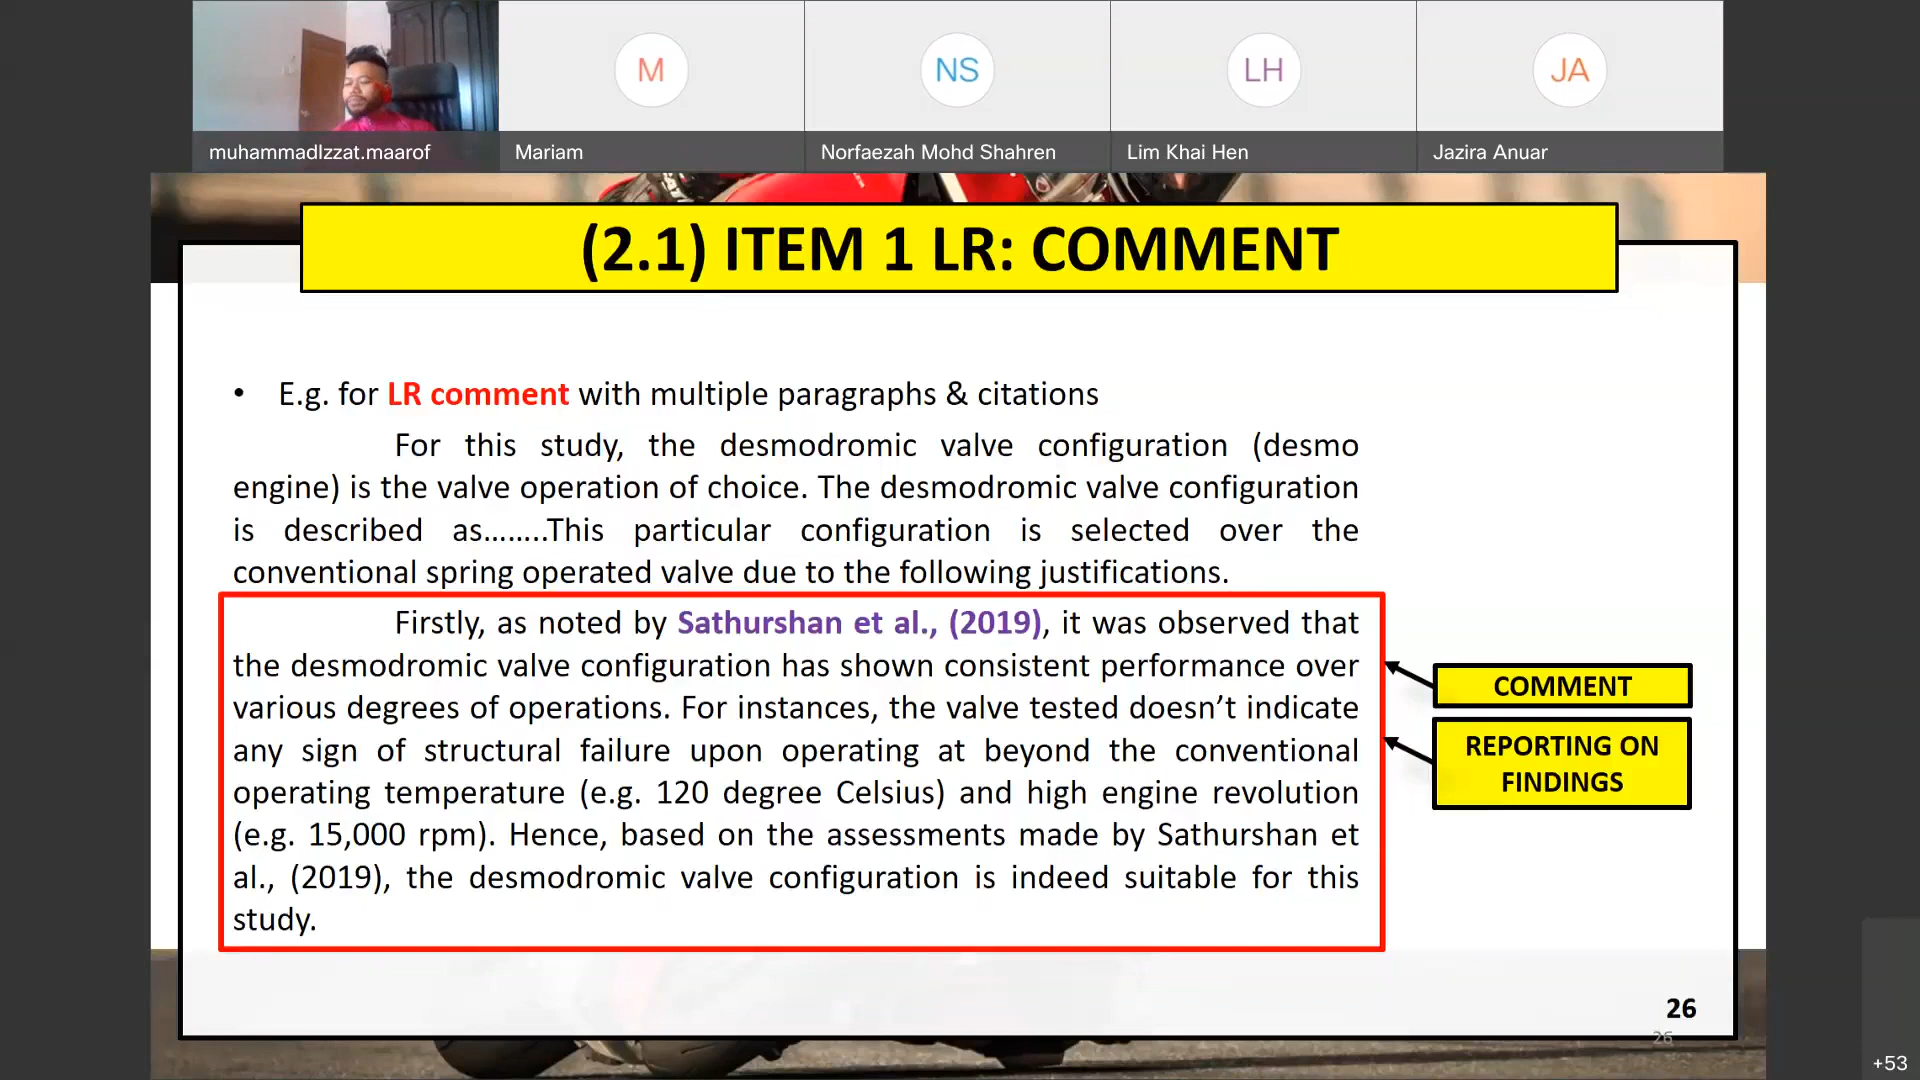 M
NS
LH
JA
muhammadIzzat.maarof
Mariam
Norfaezah Mohd Shahren
Lim Khai Hen
Jazira Anuar
(2.1) ITEM 1 LR: COMMENT
• E.g. for LR comment with multiple paragraphs & citations
For this study, the desmodromic valve configuration (desmo
engine) is the valve operation of choice. The desmodromic valve configuration
is described as........This particular configuration is selected over the
conventional spring operated valve due to the following justifications.
Firstly, as noted by Sathurshan et al., (2019), it was observed that
the desmodromic valve configuration has shown consistent performance over
various degrees of operations. For instances, the valve tested doesn’t indicate
any sign of structural failure upon operating at beyond the conventional
operating temperature (e.g. 120 degree Celsius) and high engine revolution
(e.g. 15,000 rpm). Hence, based on the assessments made by Sathurshan et
al., (2019), the desmodromic valve configuration is indeed suitable for this
study.
COMMENT
REPORTING ON
FINDINGS
26
26
+53